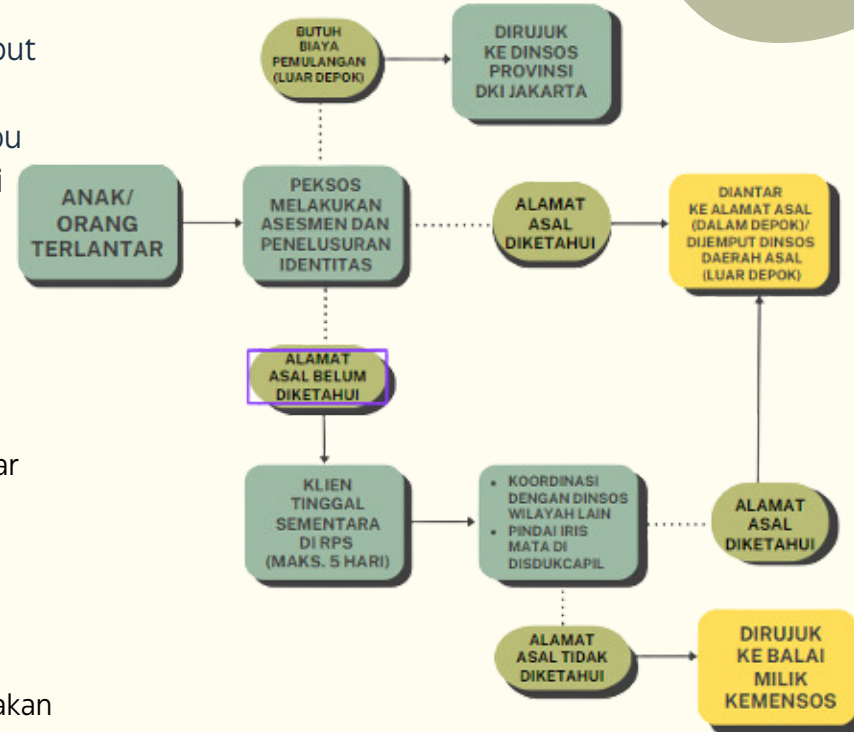 BUTUH
BIAYA
PEMULANGAN
(LUAR DEPOK)
DIRUJUK
KE DINSOS
PROVINSI
DKI JAKARTA
ANAK/
ORANG
TERLANTAR
PEKSOS
MELAKUKAN
ASESMEN DAN
PENELUSURAN
IDENTITAS
ALAMAT
ASAL
DIKETAHUI
DIANTAR
KE ALAMAT ASAL
(DALAM DEPOK)/
DIJEMPUT DINSOS
DAERAH ASAL
(LUAR DEPOK)
ALAMAT
ASAL BELUM
DIKETAHUI
KLIEN
TINGGAL
SEMENTARA
DI RPS
(MAKS. 5 HARI)
• KOORDINASI
DENGAN DINSOS
WILAYAH LAIN
• PINDAI IRIS
MATA DI
DISDUKCAPIL
ALAMAT
ASAL
DIKETAHUI
ALAMAT
ASAL TIDAK
DIKETAHUI
DIRUJUK
KE BALAI
MILIK
KEMENSOS